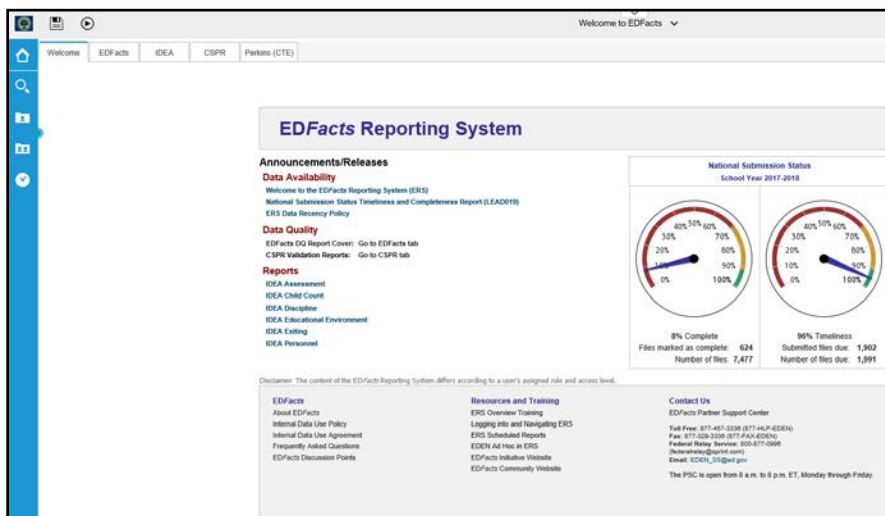 Welcome to EDFacts
Welcome EDFacts IDEA CSPR Perkins (CTE)
EDFacts Reporting System
Announcements/Releases
Data Availability
Welcome to the EDFacts Reporting System (ERS)
National Submission Status Timeliness and Completeness Report (LEAD019)
ERS Data Recency Policy
Data Quality
EDFacts DQ Report Cover: Go to EDFacts tab
CSPR Validation Reports: Go to CSPR tab
Reports
IDEA Assessment
IDEA Child Count
IDEA Discipline
IDEA Educational Environment
IDEA Exiting
IDEA Personnel
National Submission Status
School Year 2017-2018
0% 10% 20% 30% 40% 50% 60% 70% 80% 90% 100%
8% Complete
Files marked as complete: 624
Number of files: 7,477
0% 10% 20% 30% 40% 50% 60% 70% 80% 90% 100%
96% Timeliness
Submitted files due: 1,902
Number of files due: 1,991
Disclaimer: The content of the EDFacts Reporting System differs according to a user's assigned role and access level.
EDFacts
About EDFacts
Internal Data Use Policy
Internal Data Use Agreement
Frequently Asked Questions
EDFacts Discussion Points
Resources and Training
ERS Overview Training
Logging into and Navigating ERS
ERS Scheduled Reports
EDEN Ad Hoc in ERS
EDFacts Initiative Website
EDFacts Community Website
Contact Us
EDFacts Partner Support Center
Toll Free: 877-457-3336 (877-HLP-EDEN)
Fax: 877-329-3336 (877-FAX-EDEN)
Federal Relay Service: 800-877-0996
(federalrelay@sprint.com)
Email: EDEN_SS@ed.gov
The PSC is open from 8 a.m. to 6 p.m. ET, Monday through Friday.